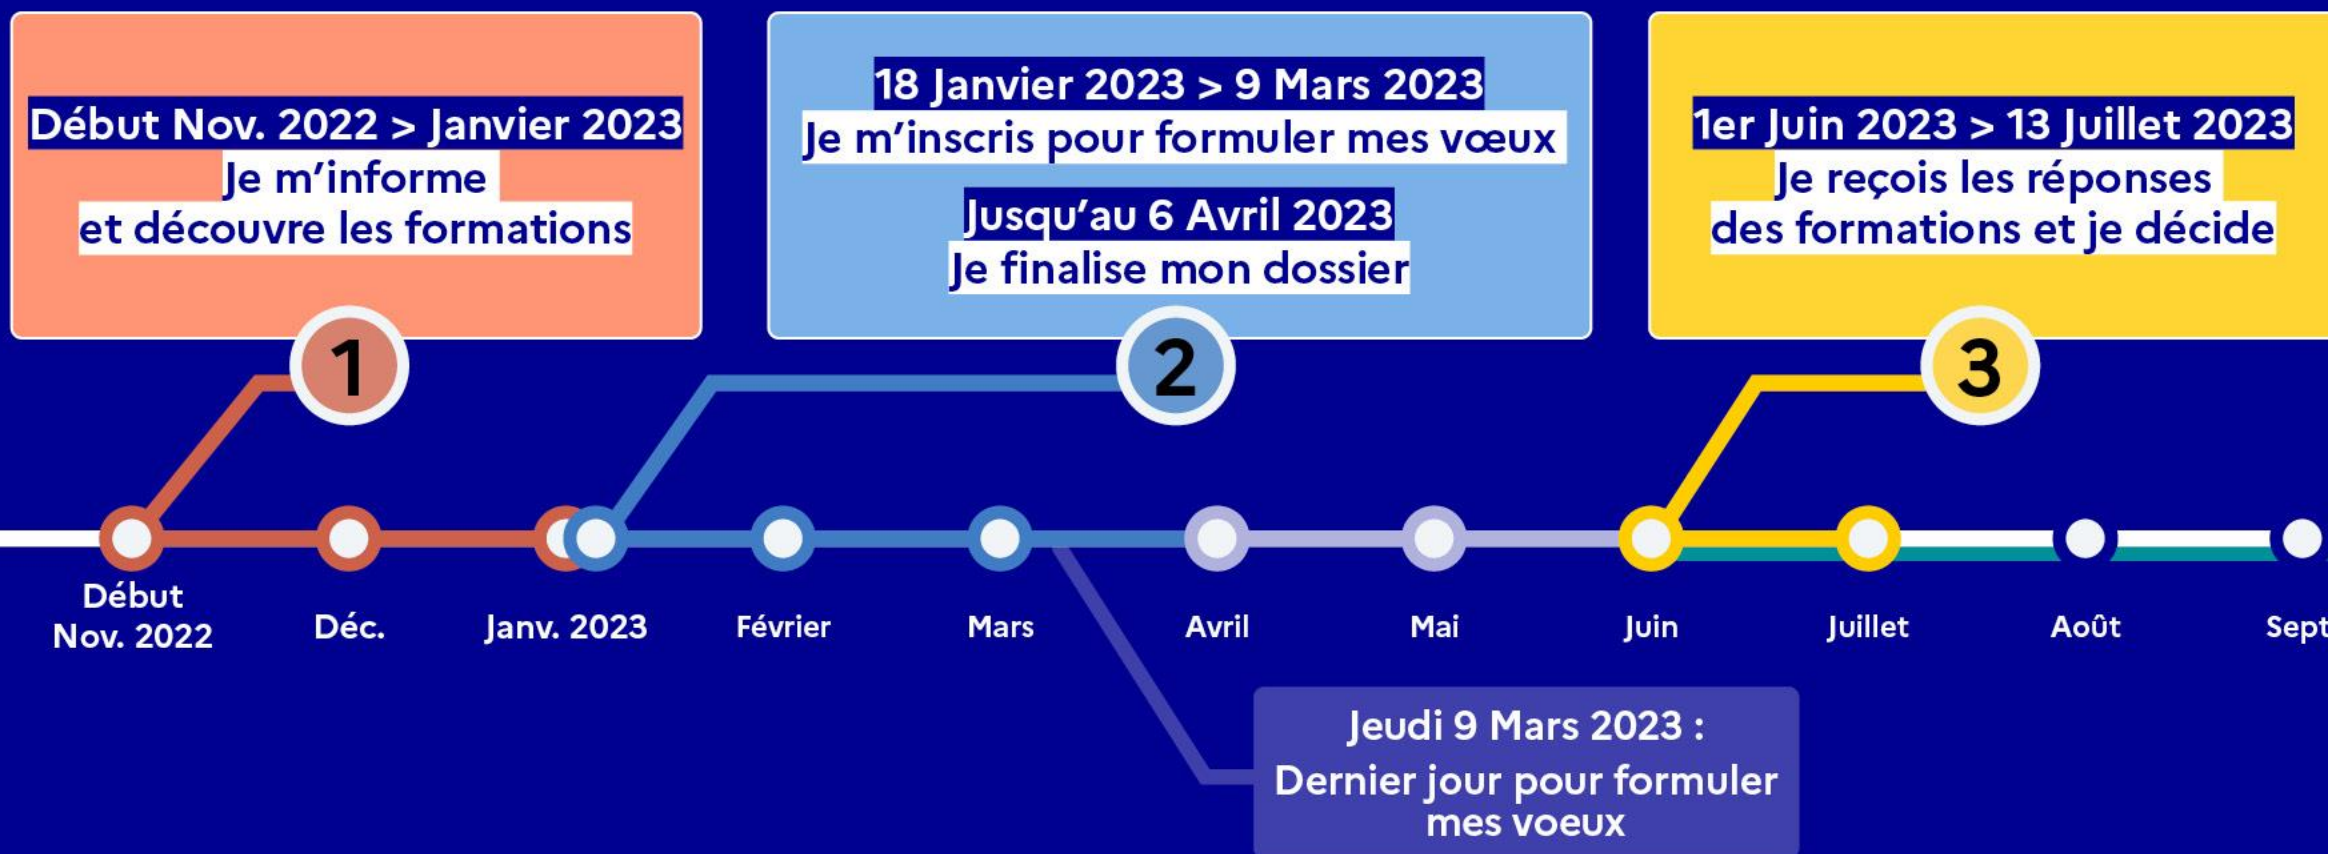 Début Nov. 2022 > Janvier 2023
Je m'informe
et découvre les formations
1
18 Janvier 2023 > 9 Mars 2023
Je m'inscris pour formuler mes vœux
Jusqu'au 6 Avril 2023
Je finalise mon dossier
2
1er Juin 2023 > 13 Juillet 2023
Je reçois les réponses
des formations et je décide
3
Début
Nov. 2022
Déc.
Janv. 2023
Février
Mars
Avril
Mai
Juin
Juillet
Août
Sept
Jeudi 9 Mars 2023 :
Dernier jour pour formuler
mes voeux